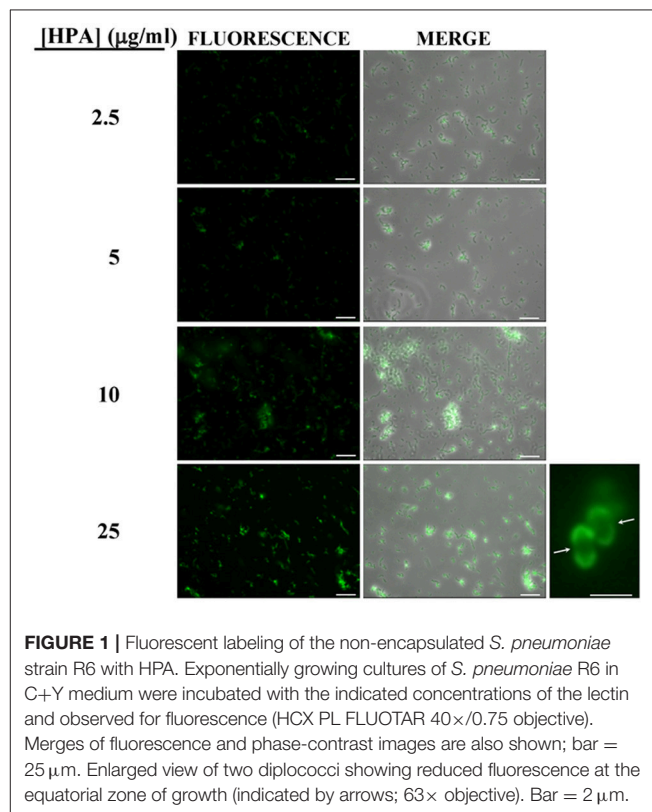 [HPA] (μg/ml) FLUORESCENCE MERGE
2.5
5
10
25
FIGURE 1 | Fluorescent labeling of the non-encapsulated S. pneumoniae
strain R6 with HPA. Exponentially growing cultures of S. pneumoniae R6 in
C+Y medium were incubated with the indicated concentrations of the lectin
and observed for fluorescence (HCX PL FLUOTAR 40×/0.75 objective).
Merges of fluorescence and phase-contrast images are also shown; bar =
25 μm. Enlarged view of two diplococci showing reduced fluorescence at the
equatorial zone of growth (indicated by arrows; 63× objective). Bar = 2 μm.